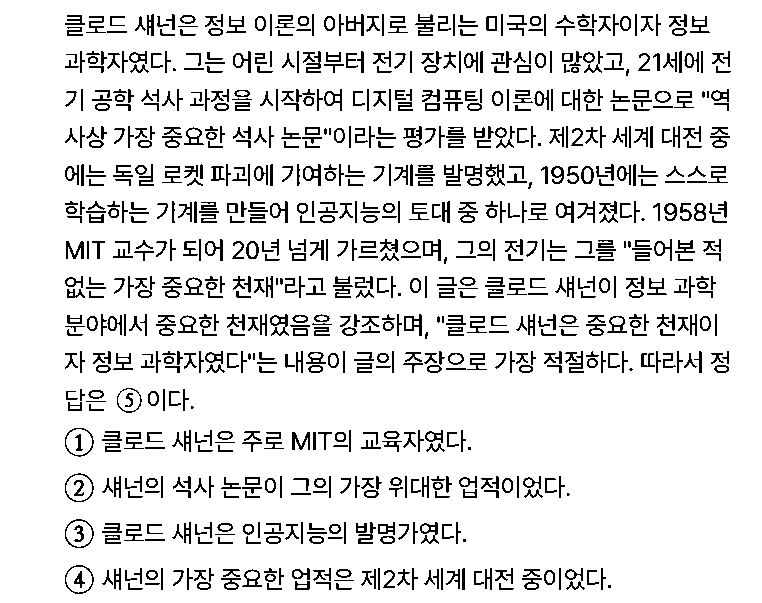 클로드 섀넌은 정보 이론의 아버지로 불리는 미국의 수학자이자 정보
과학자였다. 그는 어린 시절부터 전기 장치에 관심이 많았고, 21세에 전
기 공학 석사 과정을 시작하여 디지털 컴퓨팅 이론에 대한 논문으로 "역
사상 가장 중요한 석사 논문"이라는 평가를 받았다. 제2차 세계 대전 중
에는 독일 로켓 파괴에 기여하는 기계를 발명했고, 1950년에는 스스로
학습하는 기계를 만들어 인공지능의 토대 중 하나로 여겨졌다. 1958년
MIT 교수가 되어 20년 넘게 가르쳤으며, 그의 전기는 그를 "들어본 적
없는 가장 중요한 천재"라고 불렀다. 이 글은 클로드 섀넌이 정보 과학
분야에서 중요한 천재였음을 강조하며, "클로드 섀넌은 중요한 천재이
자 정보 과학자였다"는 내용이 글의 주장으로 가장 적절하다. 따라서 정
답은 ⑤이다.
① 클로드 섀넌은 주로 MIT의 교육자였다.
② 섀넌의 석사 논문이 그의 가장 위대한 업적이었다.
③ 클로드 섀넌은 인공지능의 발명가였다.
④ 섀넌의 가장 중요한 업적은 제2차 세계 대전 중이었다.